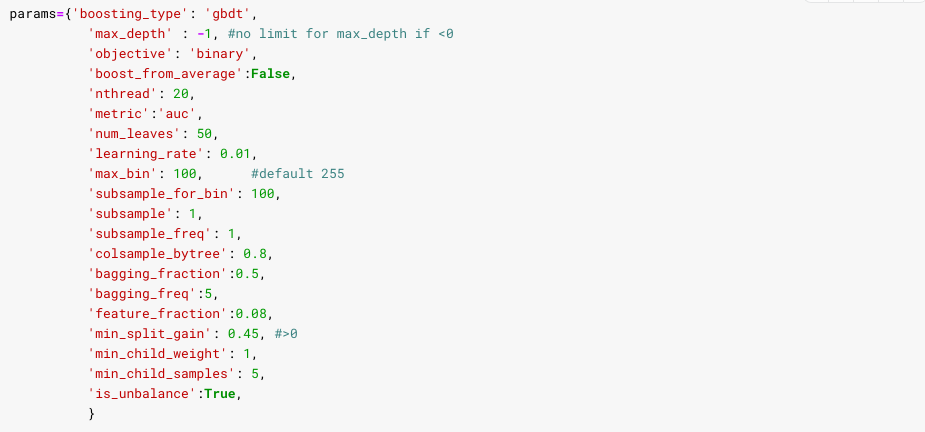 params={'boosting_type': 'gbdt',
'max_depth' : -1, #no limit for max_depth if <0
'objective': 'binary',
'boost_from_average':False,
'nthread': 20,
'metric':'auc',
'num_leaves': 50,
'learning_rate': 0.01,
'max_bin': 100,      #default 255
'subsample_for_bin': 100,
'subsample': 1,
'subsample_freq': 1,
'colsample_bytree': 0.8,
'bagging_fraction':0.5,
'bagging_freq':5,
'feature_fraction':0.08,
'min_split_gain': 0.45, #>0
'min_child_weight': 1,
'min_child_samples': 5,
'is_unbalance':True,
}